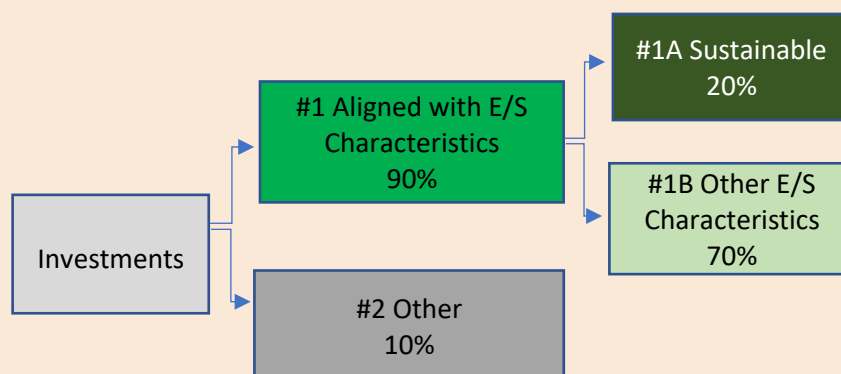 #1A Sustainable
20%
#1 Aligned with E/S
Characteristics
90%
#1B Other E/S
Characteristics
70%
Investments
#2 Other
10%